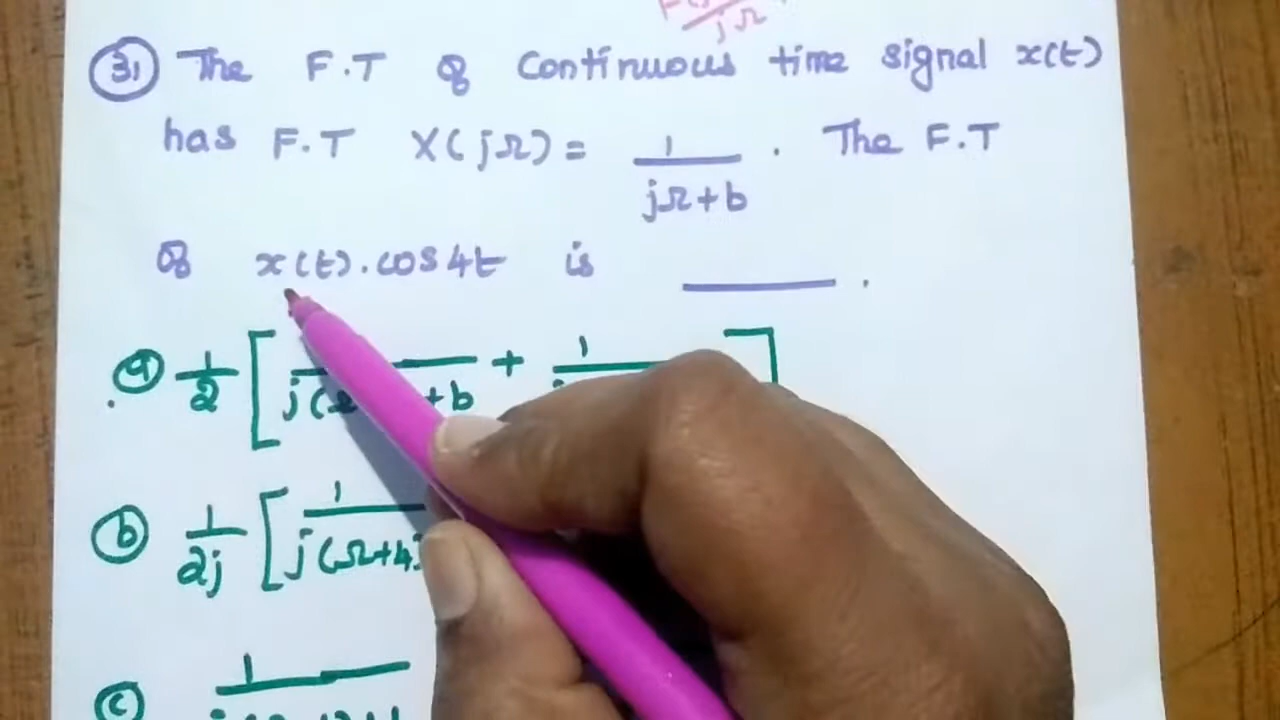 31 The F.T of Continuous time signal x(t)
has F.T X(jΩ) = 1/(jΩ+b) . The F.T
of x(t).cos4t is ______ .
a 1/2 [ j( +b + 1
b 1/2j [ 1/j(Ω+4)
c 1